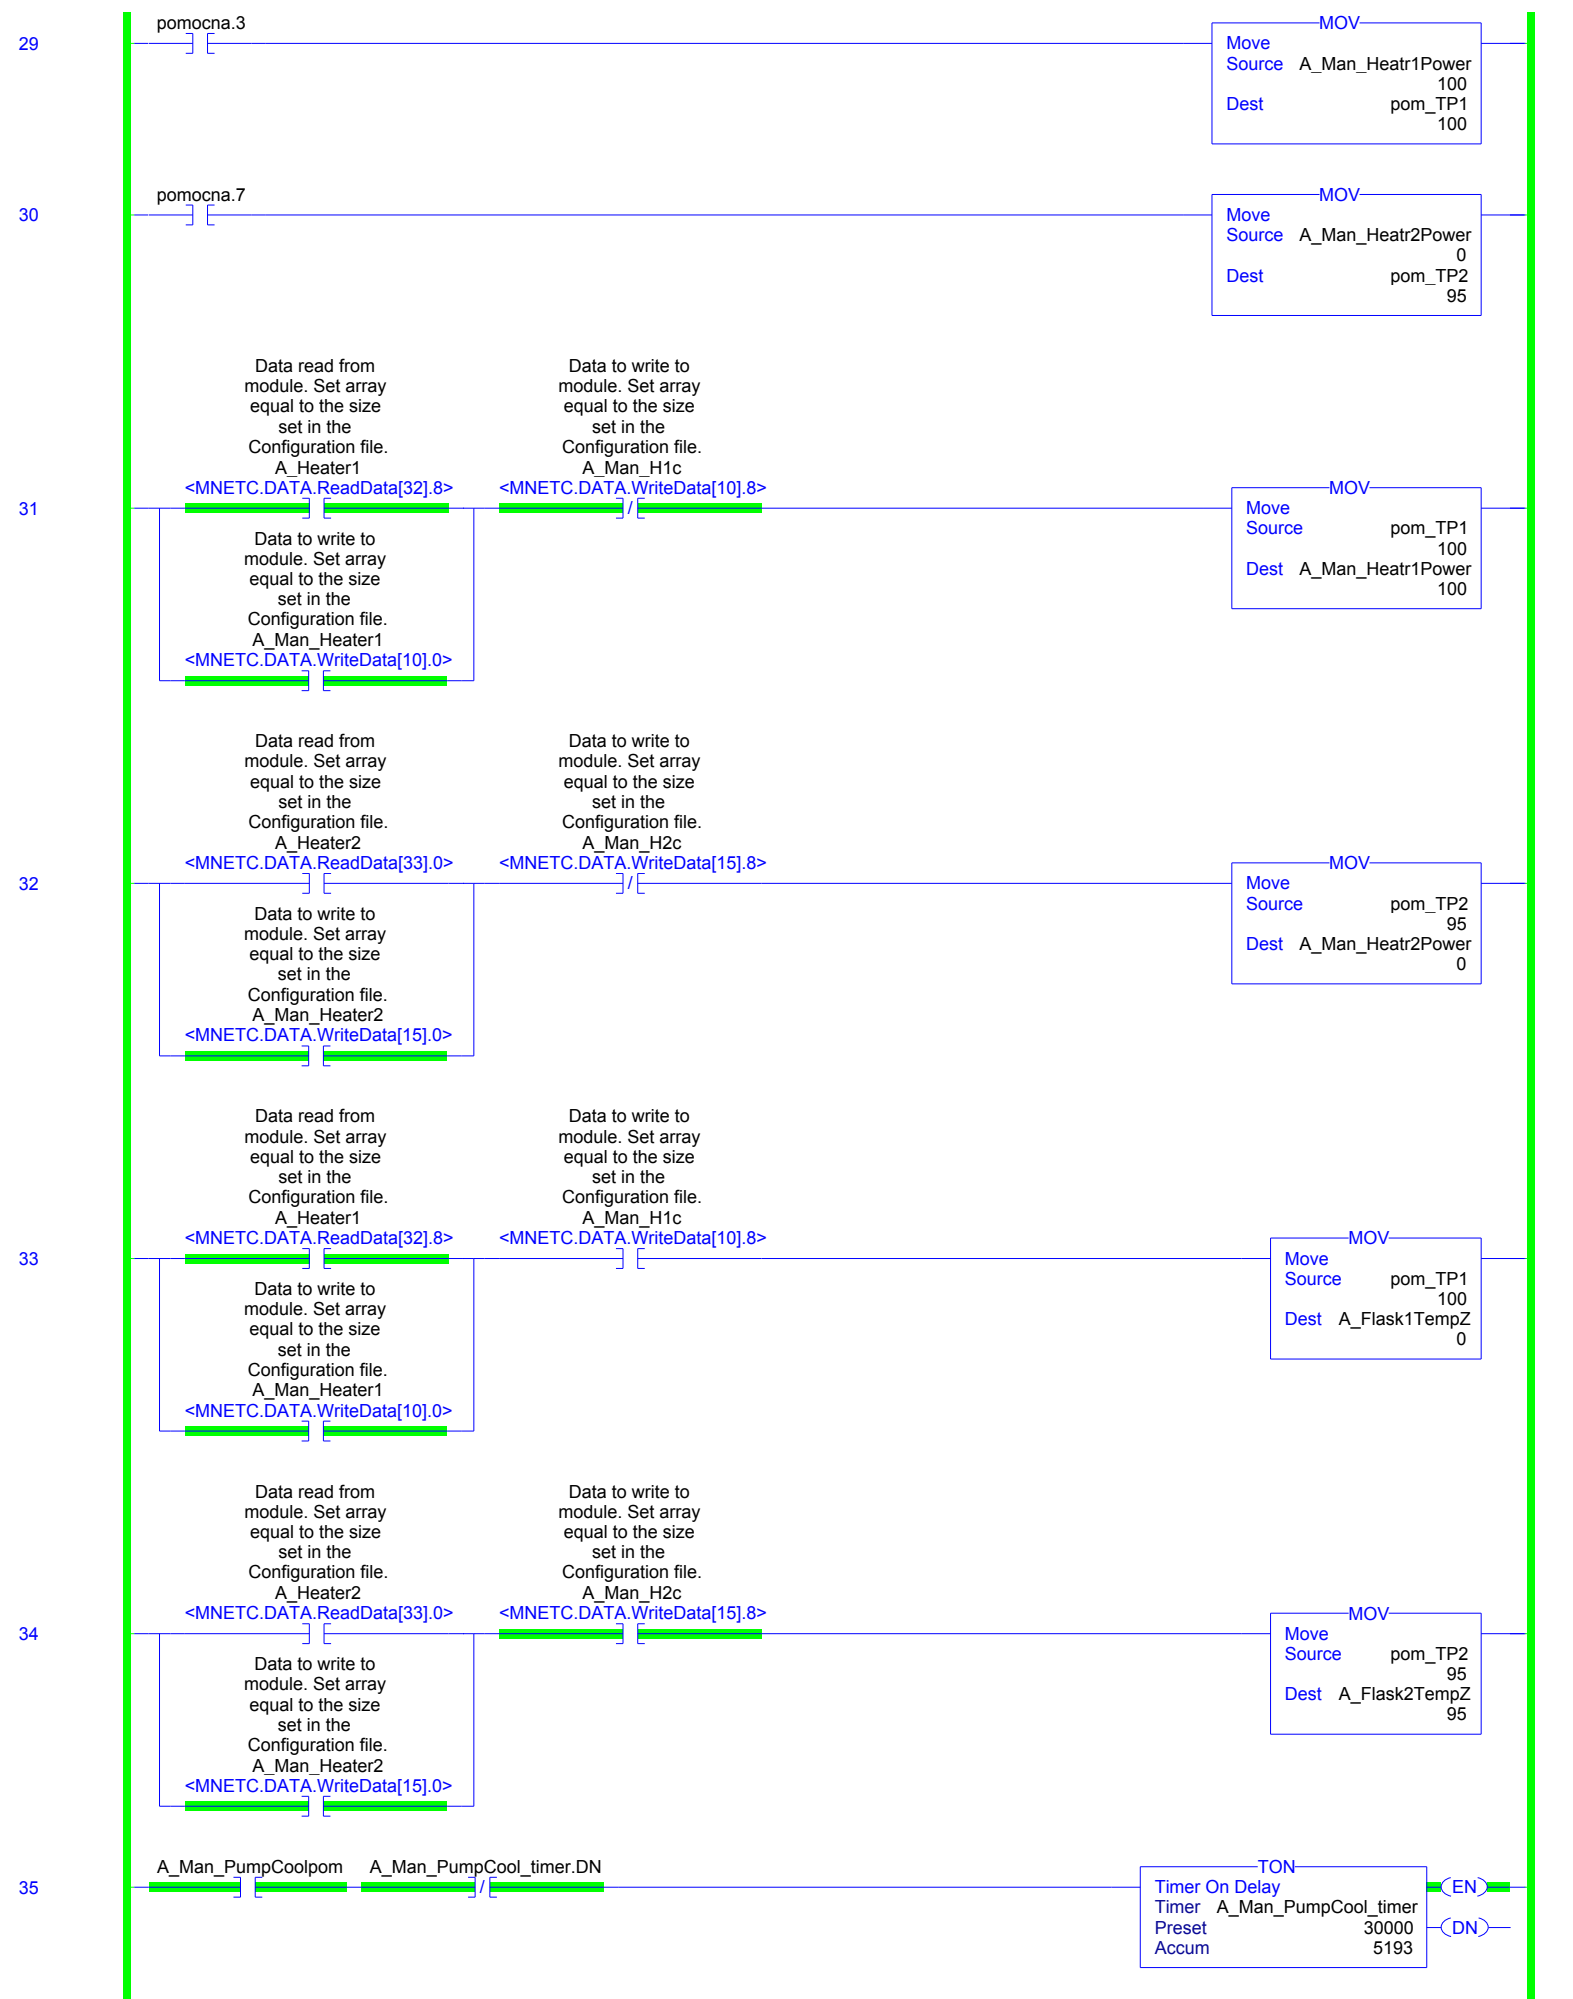 29
pomocna.3
MOV
Move
Source A_Man_Heatr1Power
100
Dest pom_TP1
100
30
pomocna.7
MOV
Move
Source A_Man_Heatr2Power
0
Dest pom_TP2
95
31
Data read from
module. Set array
equal to the size
set in the
Configuration file.
A_Heater1
<MNETC.DATA.ReadData[32].8>
Data to write to
module. Set array
equal to the size
set in the
Configuration file.
A_Man_H1c
<MNETC.DATA.WriteData[10].8>
/
Data to write to
module. Set array
equal to the size
set in the
Configuration file.
A_Man_Heater1
<MNETC.DATA.WriteData[10].0>
MOV
Move
Source pom_TP1
100
Dest A_Man_Heatr1Power
100
32
Data read from
module. Set array
equal to the size
set in the
Configuration file.
A_Heater2
<MNETC.DATA.ReadData[33].0>
Data to write to
module. Set array
equal to the size
set in the
Configuration file.
A_Man_H2c
<MNETC.DATA.WriteData[15].8>
/
Data to write to
module. Set array
equal to the size
set in the
Configuration file.
A_Man_Heater2
<MNETC.DATA.WriteData[15].0>
MOV
Move
Source pom_TP2
95
Dest A_Man_Heatr2Power
0
33
Data read from
module. Set array
equal to the size
set in the
Configuration file.
A_Heater1
<MNETC.DATA.ReadData[32].8>
Data to write to
module. Set array
equal to the size
set in the
Configuration file.
A_Man_H1c
<MNETC.DATA.WriteData[10].8>
Data to write to
module. Set array
equal to the size
set in the
Configuration file.
A_Man_Heater1
<MNETC.DATA.WriteData[10].0>
MOV
Move
Source pom_TP1
100
Dest A_Flask1TempZ
0
34
Data read from
module. Set array
equal to the size
set in the
Configuration file.
A_Heater2
<MNETC.DATA.ReadData[33].0>
Data to write to
module. Set array
equal to the size
set in the
Configuration file.
A_Man_H2c
<MNETC.DATA.WriteData[15].8>
Data to write to
module. Set array
equal to the size
set in the
Configuration file.
A_Man_Heater2
<MNETC.DATA.WriteData[15].0>
MOV
Move
Source pom_TP2
95
Dest A_Flask2TempZ
95
35
A_Man_PumpCoolpom
A_Man_PumpCool_timer.DN
/
TON
Timer On Delay
Timer A_Man_PumpCool_timer
Preset 30000
Accum 5193
EN
DN